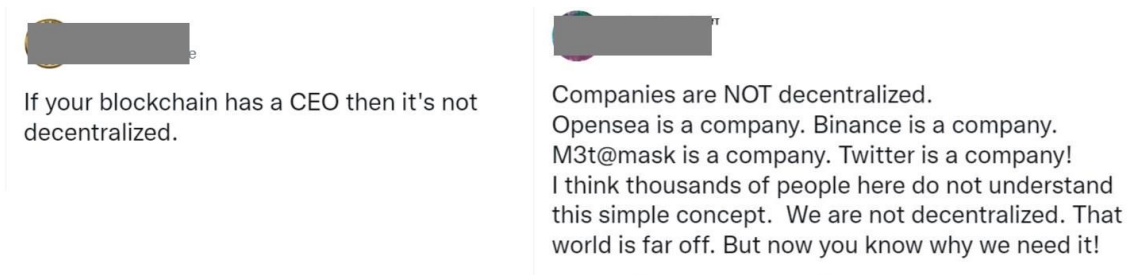 e
If your blockchain has a CEO then it's not
decentralized.
Companies are NOT decentralized.
Opensea is a company. Binance is a company.
M3t@mask is a company. Twitter is a company!
I think thousands of people here do not understand
this simple concept.  We are not decentralized. That
world is far off. But now you know why we need it!